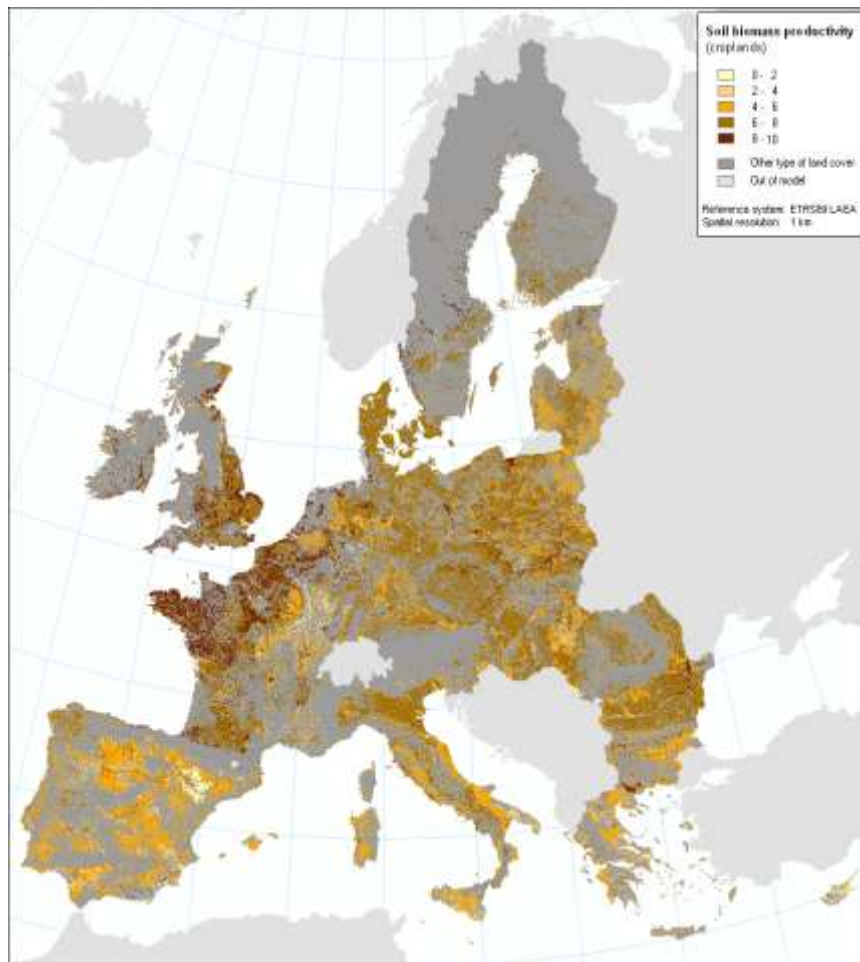 Soil biomass productivity
(croplands)
0 - 2
2 - 4
4 - 6
6 - 8
8 - 10
Other type of land cover
Out of model
Reference system: ETRS89 LAEA
Spatial resolution: 1 km